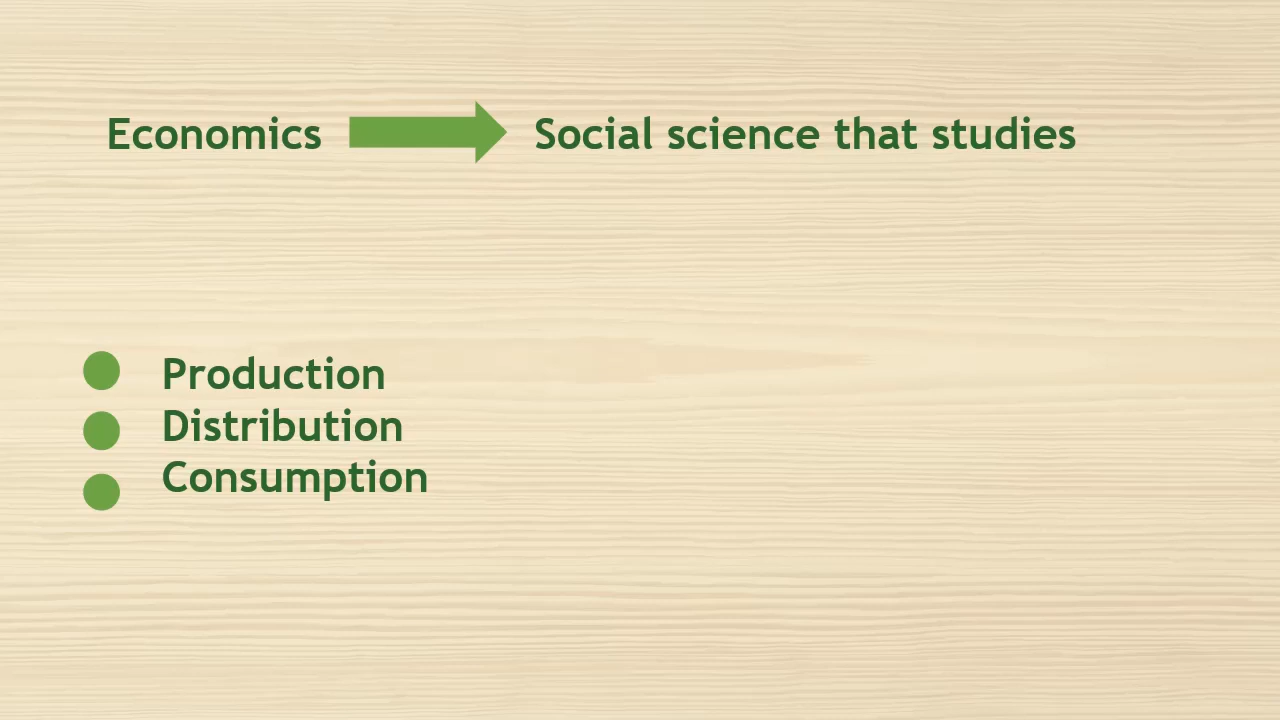 Economics Social science that studies
Production
Distribution
Consumption